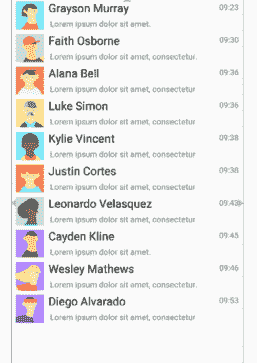 Grayson Murray 09:23
Lorem ipsum dolor sit amet.
Faith Osborne 09:30
Lorem ipsum dolor sit amet, consectetur.
Alana Bell 09:36
Lorem ipsum dolor sit amet, consectetur
Luke Simon 09:36
Lorem ipsum dolor sit amet, consectetur.
Kylie Vincent 09:38
Lorem ipsum dolor sit amet, consectetur
Justin Cortes 09:38
Lorem ipsum dolor sit amet, consectetur.
Leonardo Velasquez 09:43
Lorem ipsum dolor sit amet, consectetur
Cayden Kline 09:45
Lorem ipsum dolor sit amet.
Wesley Mathews 09:46
Lorem ipsum dolor sit amet, consectetur.
Diego Alvarado 09:53
Lorem ipsum dolor sit amet, consectetur